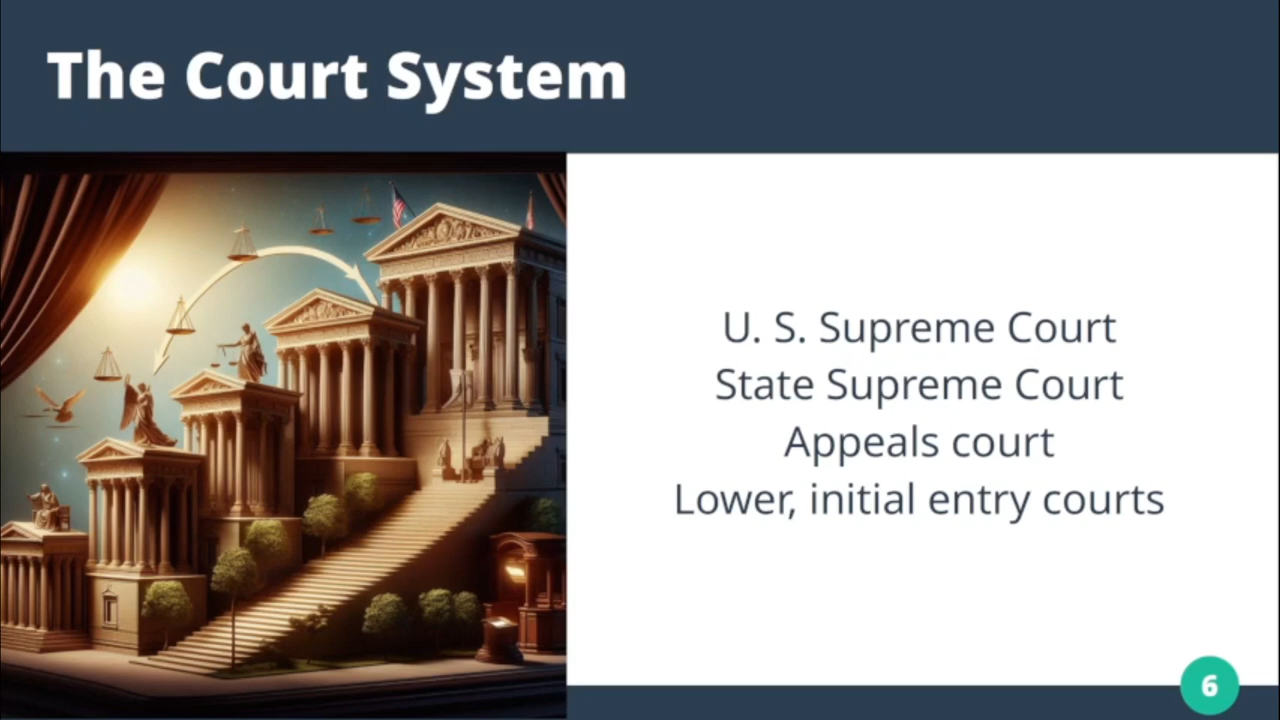 The Court System
U. S. Supreme Court
State Supreme Court
Appeals court
Lower, initial entry courts
6